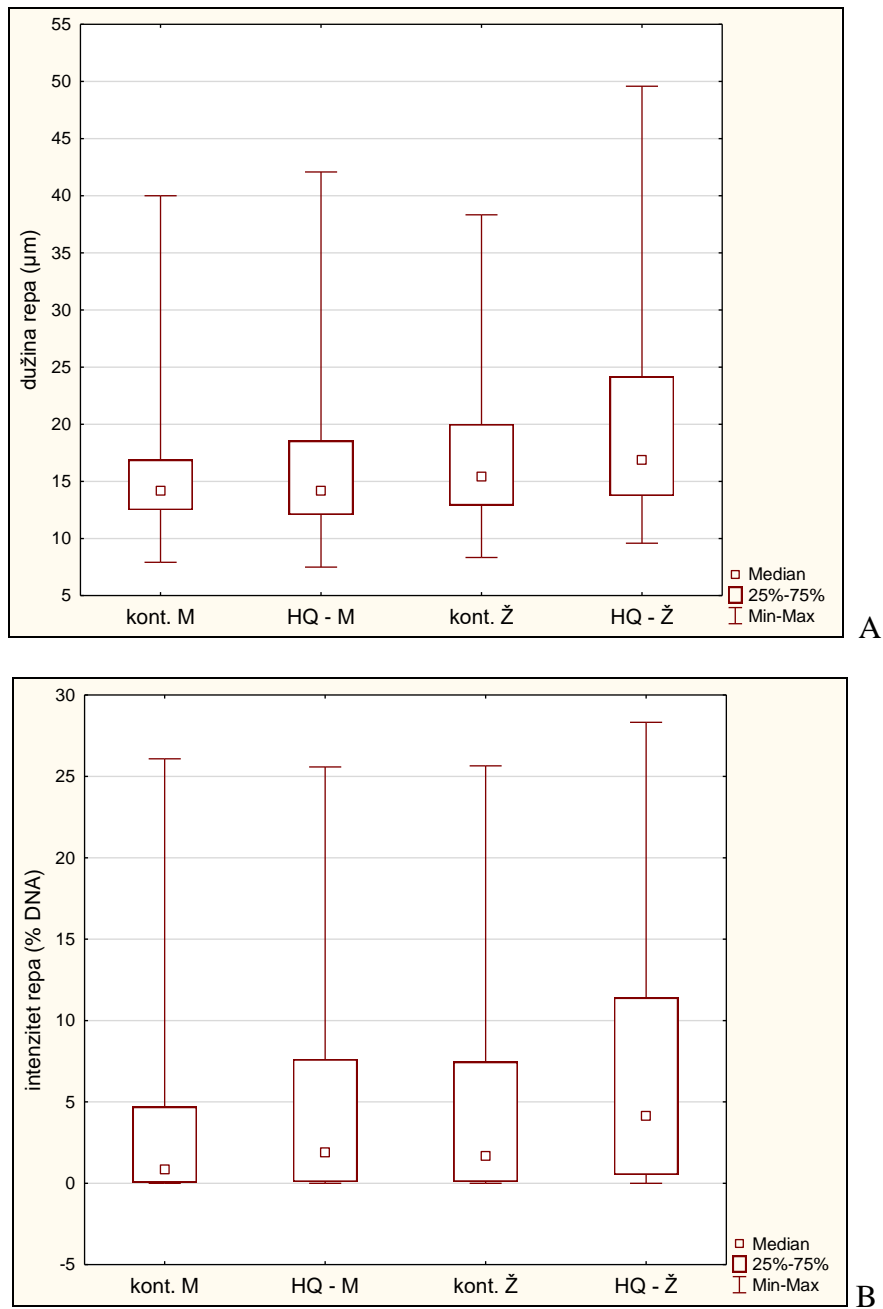 55
50
45
40
35
30
25
20
15
10
5
dužina repa (µm)
kont. M HQ - M kont. Ž HQ - Ž
Median
25%-75%
Min-Max
A
30
25
20
15
10
5
0
-5
intenzitet repa (% DNA)
kont. M HQ - M kont. Ž HQ - Ž
Median
25%-75%
Min-Max
B